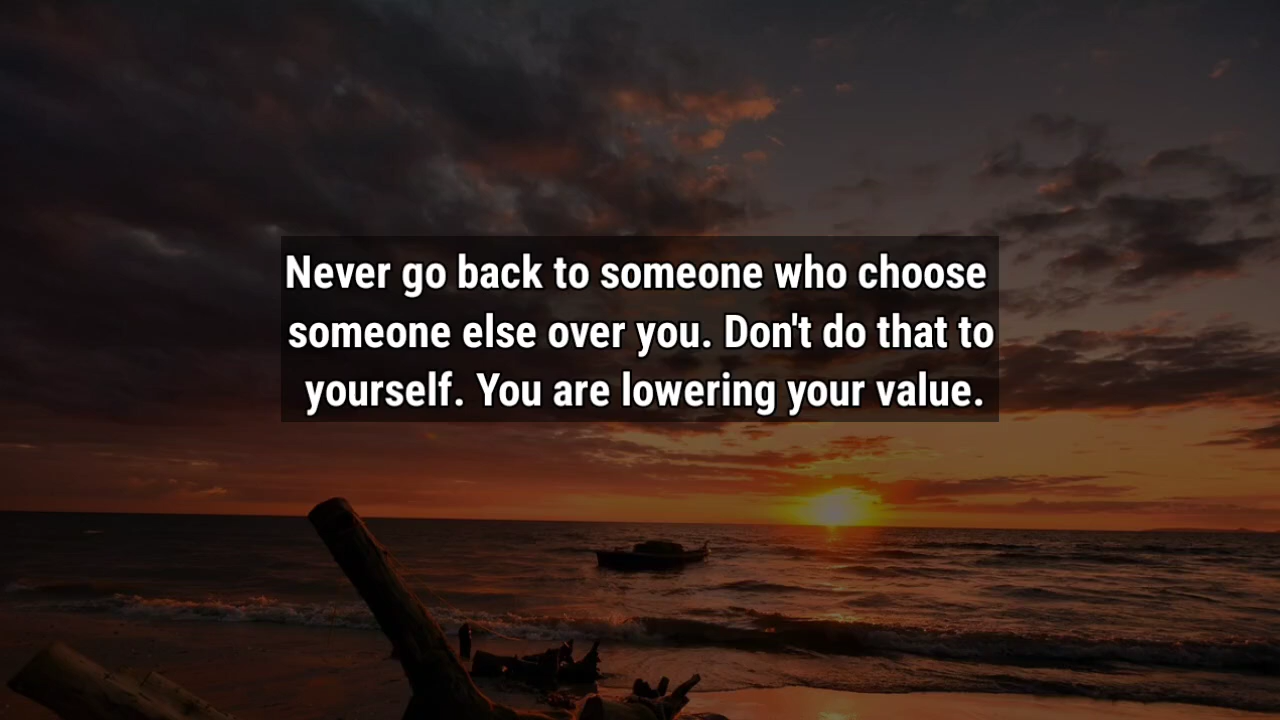 Never go back to someone who choose
someone else over you. Don't do that to
yourself. You are lowering your value.